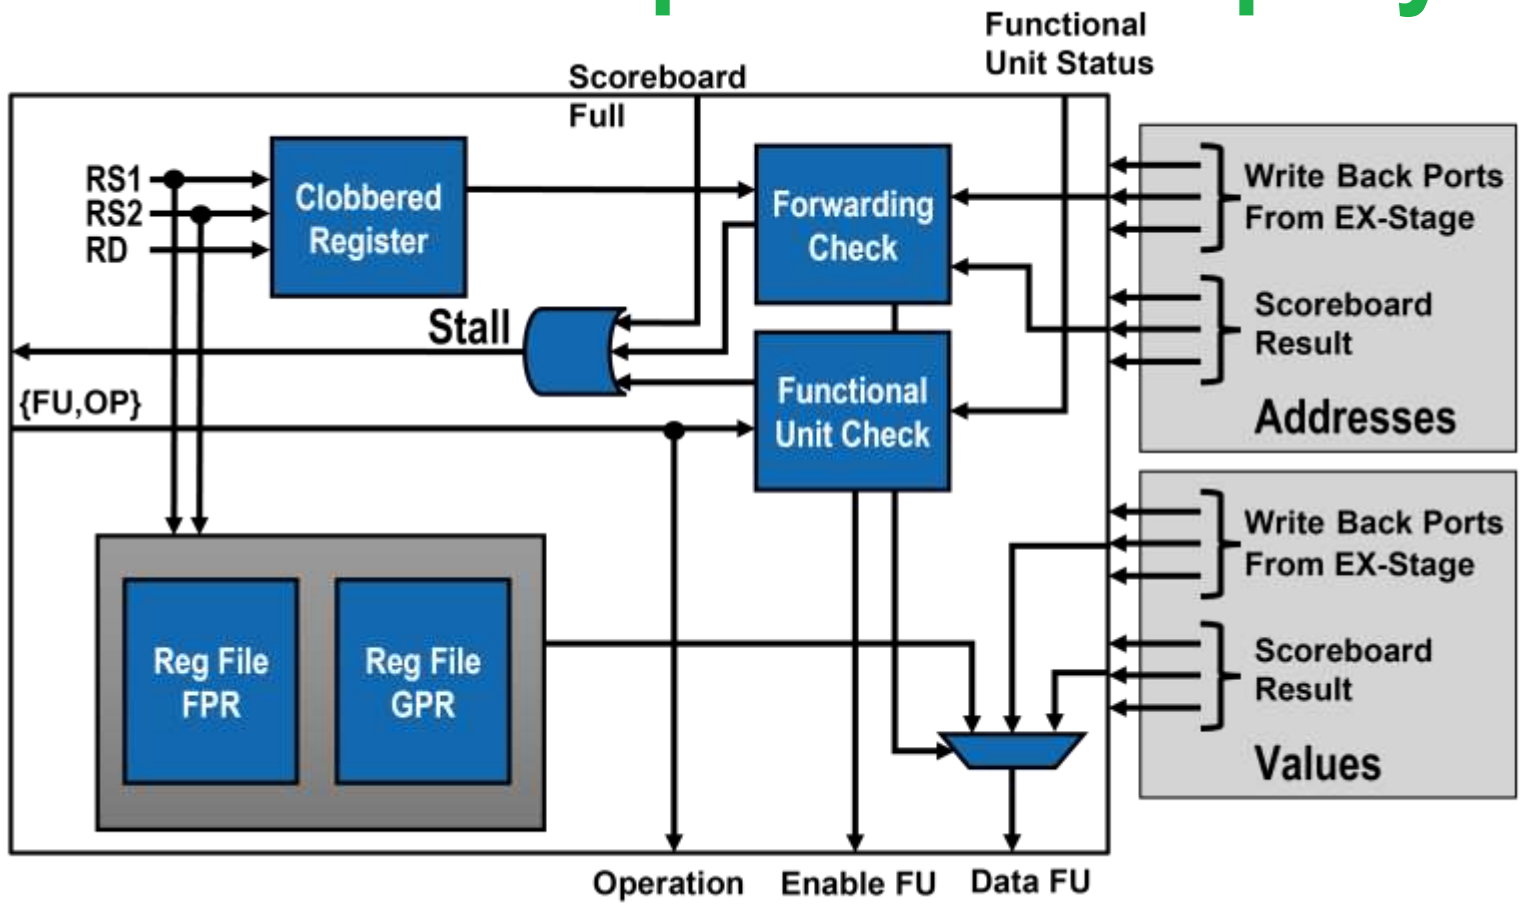 Functional
Unit Status
Scoreboard
Full
RS1
RS2
RD
Clobbered
Register
Forwarding
Check
Write Back Ports
From EX-Stage
Scoreboard
Result
Addresses
Stall
{FU,OP}
Functional
Unit Check
Write Back Ports
From EX-Stage
Scoreboard
Result
Values
Reg File
FPR
Reg File
GPR
Operation
Enable FU
Data FU